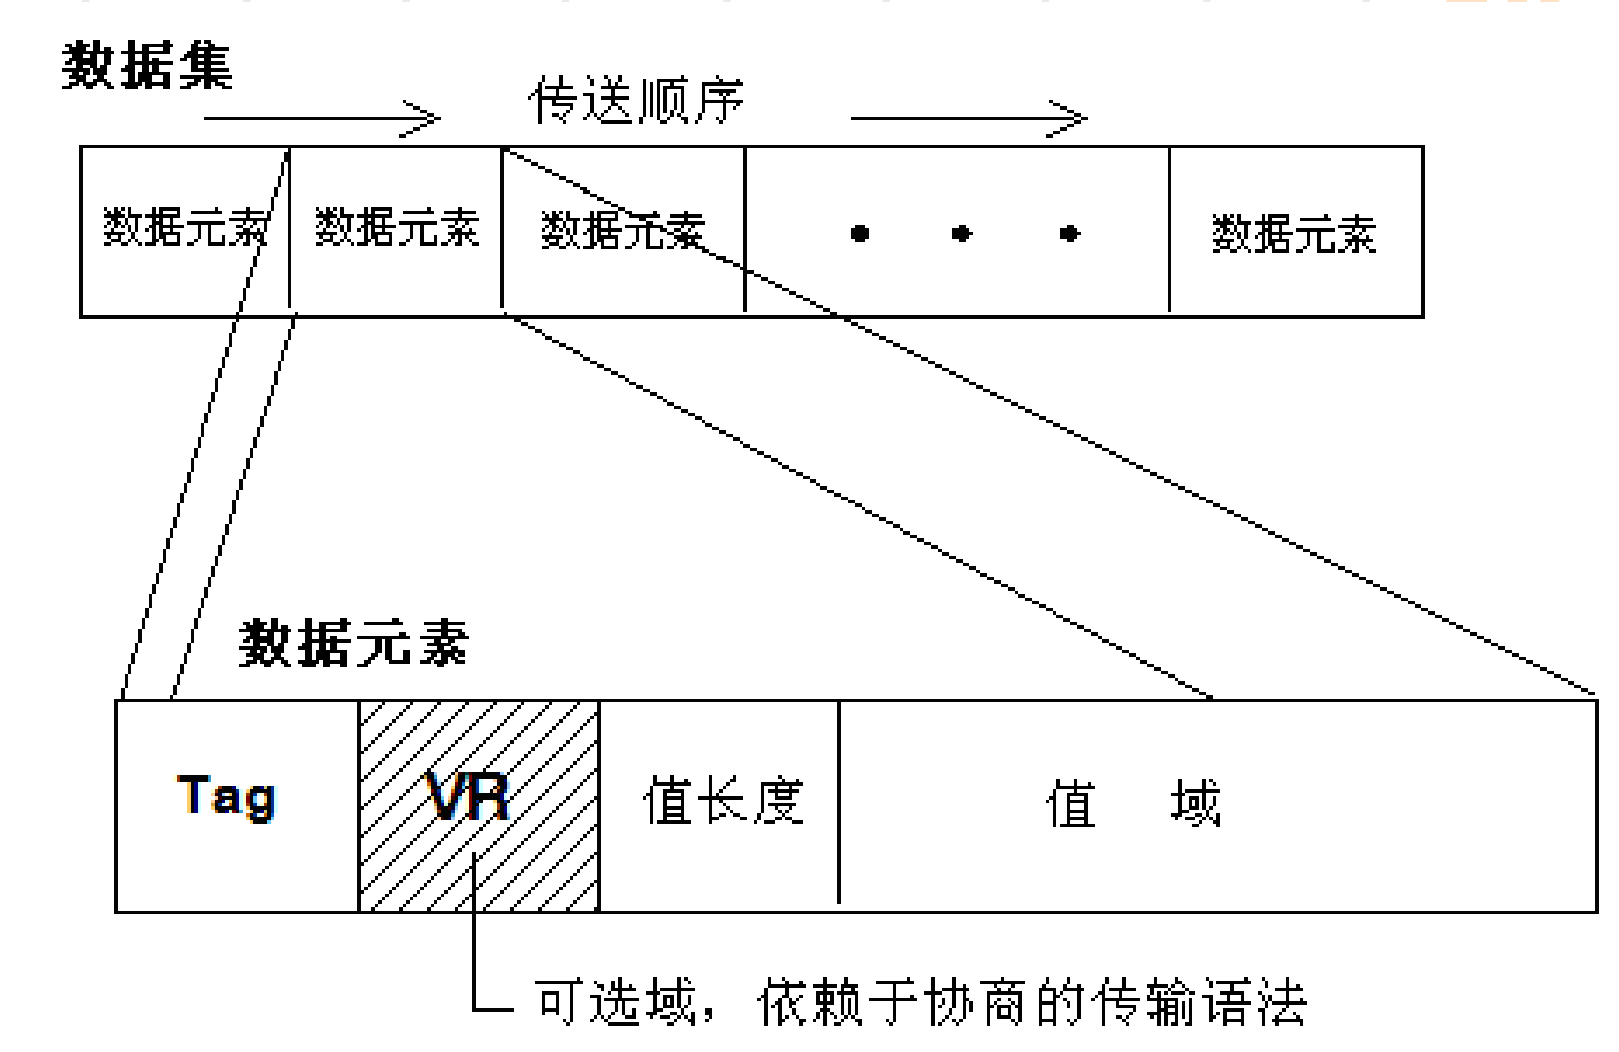 数据集
传送顺序
数据元素 数据元素 数据元素 • • • 数据元素
数据元素
Tag VR 值长度 值 域
可选域，依赖于协商的传输语法